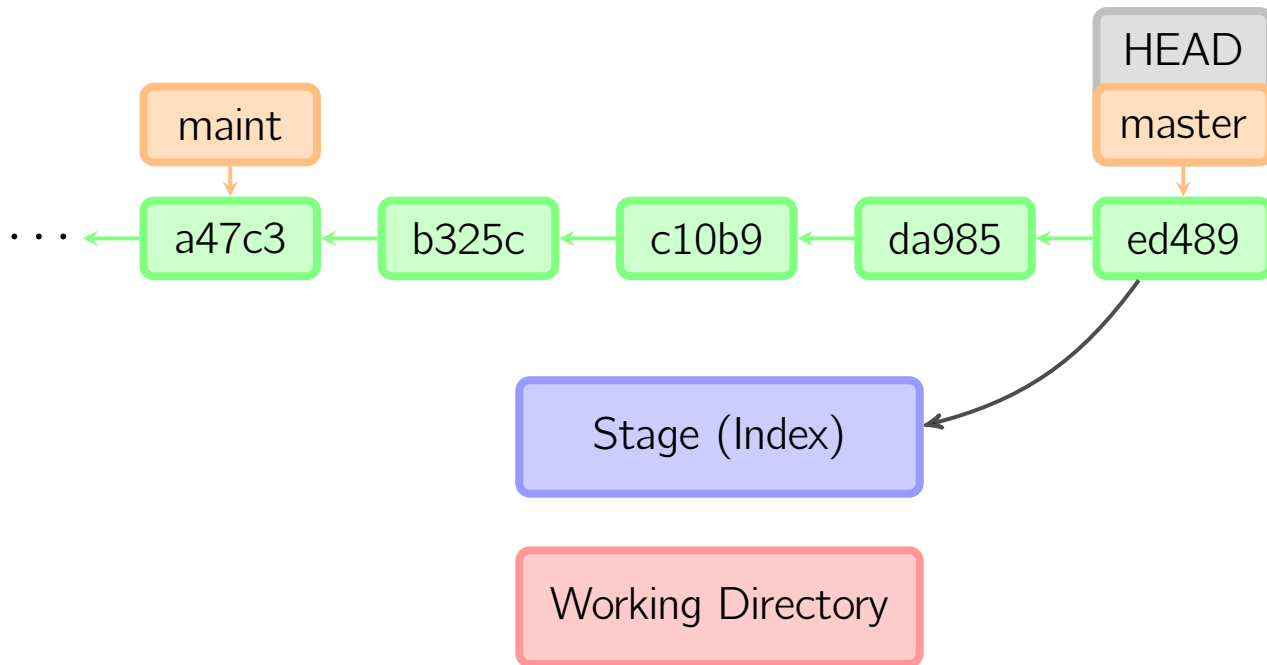 HEAD
maint
master
...
a47c3
b325c
c10b9
da985
ed489
Stage (Index)
Working Directory